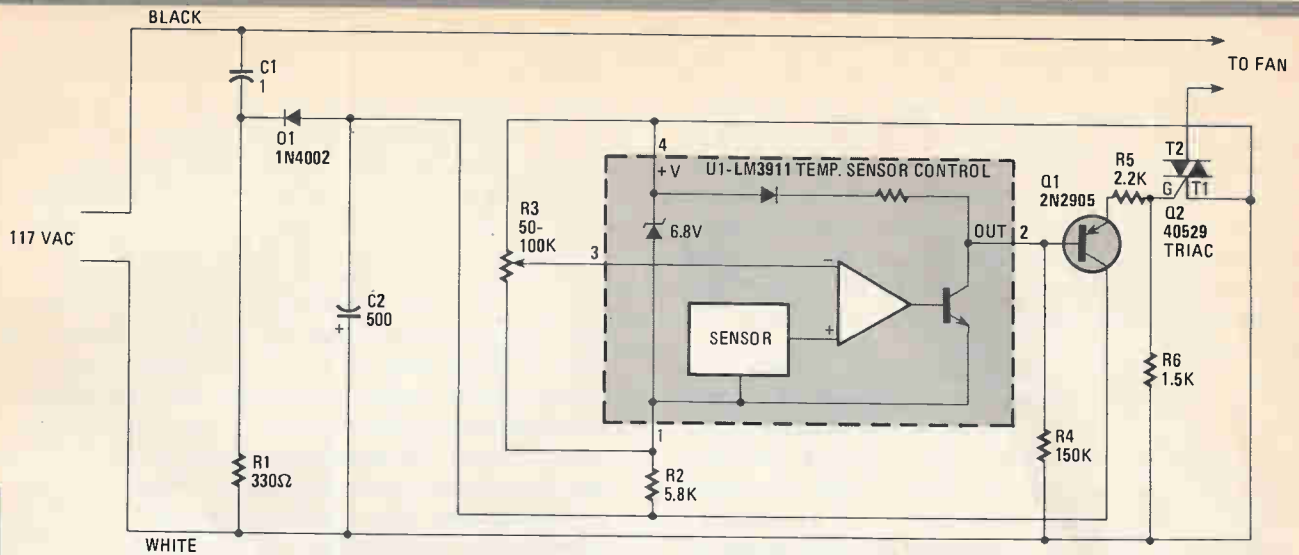 BLACK
TO FAN
C1
1
O1
1N4002
117 VAC
C2
500
+
R1
330Ω
WHITE
R3
50-
100K
3
4
+V
U1-LM3911 TEMP. SENSOR CONTROL
6.8V
SENSOR
−
+
OUT
2
1
R2
5.8K
Q1
2N2905
R5
2.2K
T2
G
T1
Q2
40529
TRIAC
R4
150K
R6
1.5K